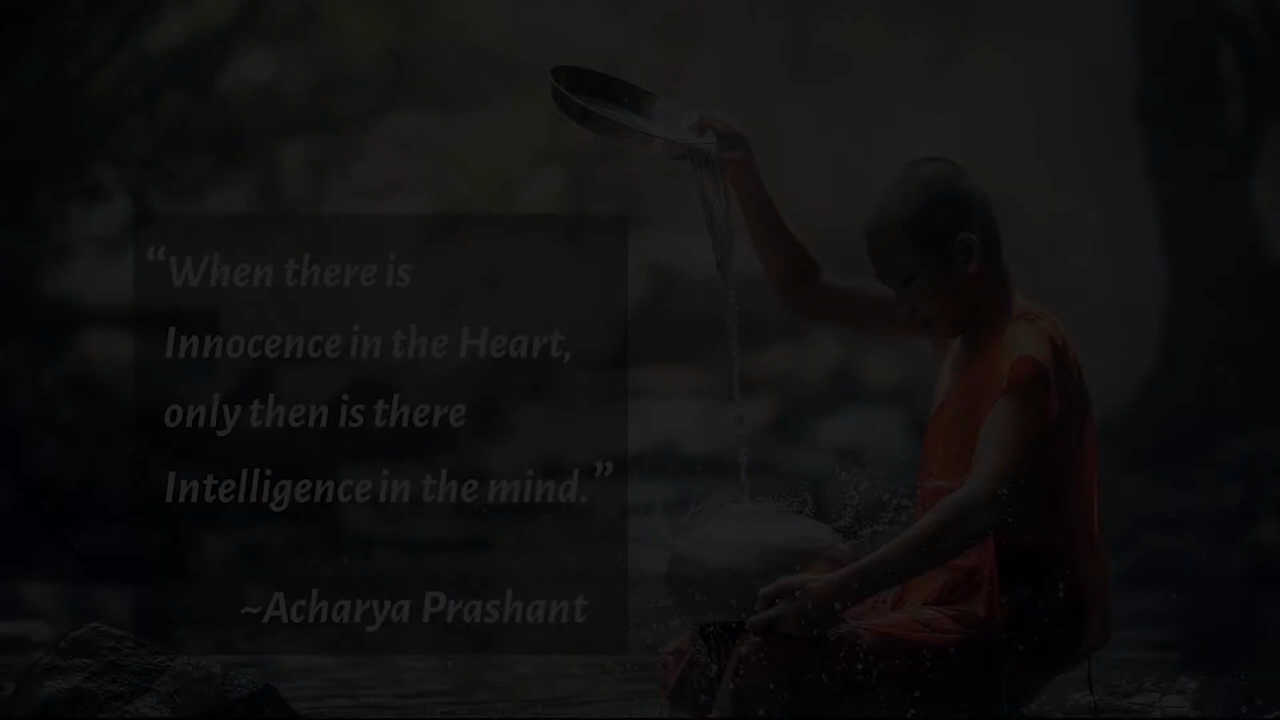 “When there is
Innocence in the Heart,
only then is there
Intelligence in the mind.”
~Acharya Prashant